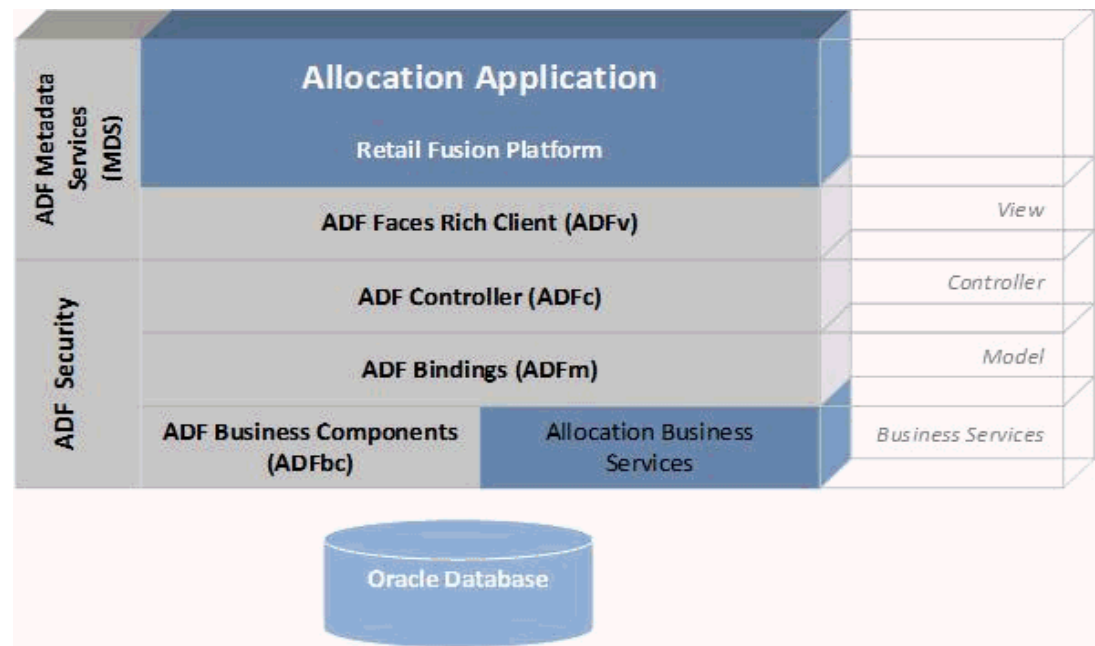 ADF Metadata
Services
(MDS)
Allocation Application
Retail Fusion Platform
ADF Faces Rich Client (ADFv)
View
ADF Security
ADF Controller (ADFc)
Controller
ADF Bindings (ADFm)
Model
ADF Business Components
(ADFbc)
Allocation Business
Services
Business Services
Oracle Database